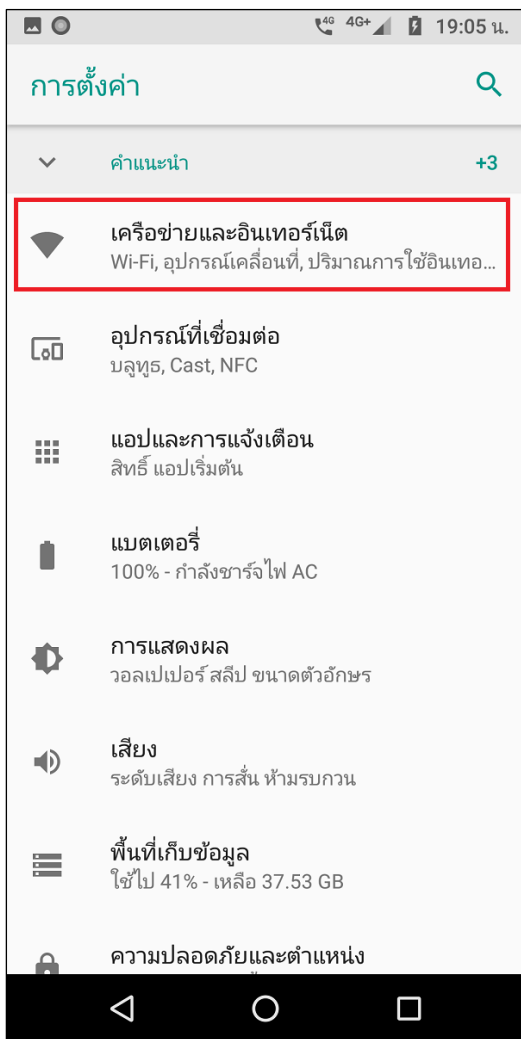 4G 4G+ 19:05 น.
การตั้งค่า
คำแนะนำ +3
เครือข่ายและอินเทอร์เน็ต
Wi-Fi, อุปกรณ์เคลื่อนที่, ปริมาณการใช้อินเทอ...
อุปกรณ์ที่เชื่อมต่อ
บลูทูธ, Cast, NFC
แอปและการแจ้งเตือน
สิทธิ์ แอปเริ่มต้น
แบตเตอรี่
100% - กำลังชาร์จไฟ AC
การแสดงผล
วอลเปเปอร์ สลีป ขนาดตัวอักษร
เสียง
ระดับเสียง การสั่น ห้ามรบกวน
พื้นที่เก็บข้อมูล
ใช้ไป 41% - เหลือ 37.53 GB
ความปลอดภัยและตำแหน่ง